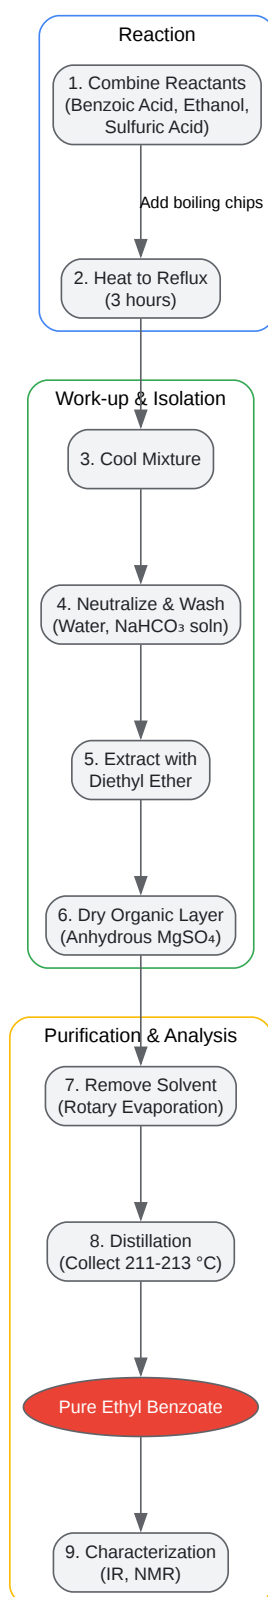 Reaction
1. Combine Reactants
(Benzoic Acid, Ethanol,
Sulfuric Acid)
Add boiling chips
2. Heat to Reflux
(3 hours)
Work-up & Isolation
3. Cool Mixture
4. Neutralize & Wash
(Water, NaHCO₃ soln)
5. Extract with
Diethyl Ether
6. Dry Organic Layer
(Anhydrous MgSO₄)
Purification & Analysis
7. Remove Solvent
(Rotary Evaporation)
8. Distillation
(Collect 211-213 °C)
Pure Ethyl Benzoate
9. Characterization
(IR, NMR)